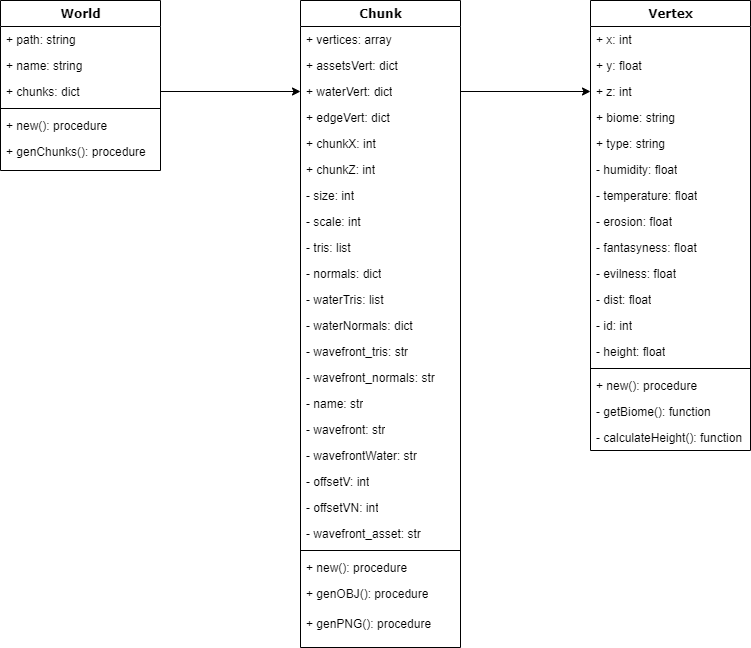 World
+ path: string
+ name: string
+ chunks: dict
+ new(): procedure
+ genChunks(): procedure
Chunk
+ vertices: array
+ assetsVert: dict
+ waterVert: dict
+ edgeVert: dict
+ chunkX: int
+ chunkZ: int
- size: int
- scale: int
- tris: list
- normals: dict
- waterTris: list
- waterNormals: dict
- wavefront_tris: str
- wavefront_normals: str
- name: str
- wavefront: str
- wavefrontWater: str
- offsetV: int
- offsetVN: int
- wavefront_asset: str
+ new(): procedure
+ genOBJ(): procedure
+ genPNG(): procedure
Vertex
+ x: int
+ y: float
+ z: int
+ biome: string
+ type: string
- humidity: float
- temperature: float
- erosion: float
- fantasyness: float
- evilness: float
- dist: float
- id: int
- height: float
+ new(): procedure
- getBiome(): function
- calculateHeight(): function